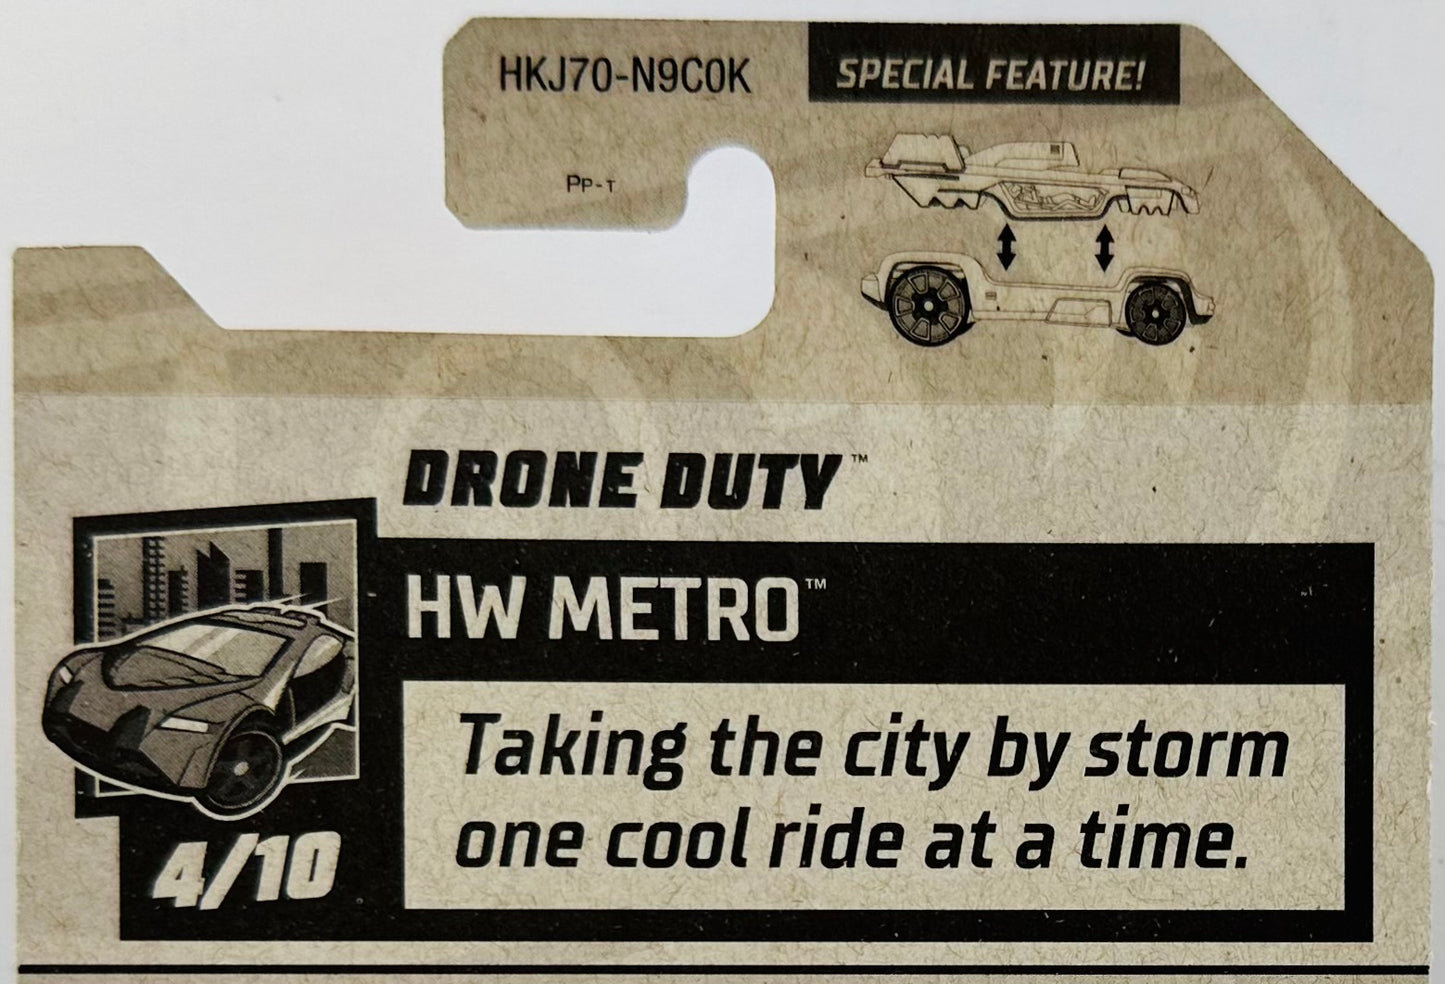 HKJ70-N9C0K
SPECIAL FEATURE!
PP-T
DRONE DUTY™
HW METRO™
Taking the city by storm
one cool ride at a time.
4/10